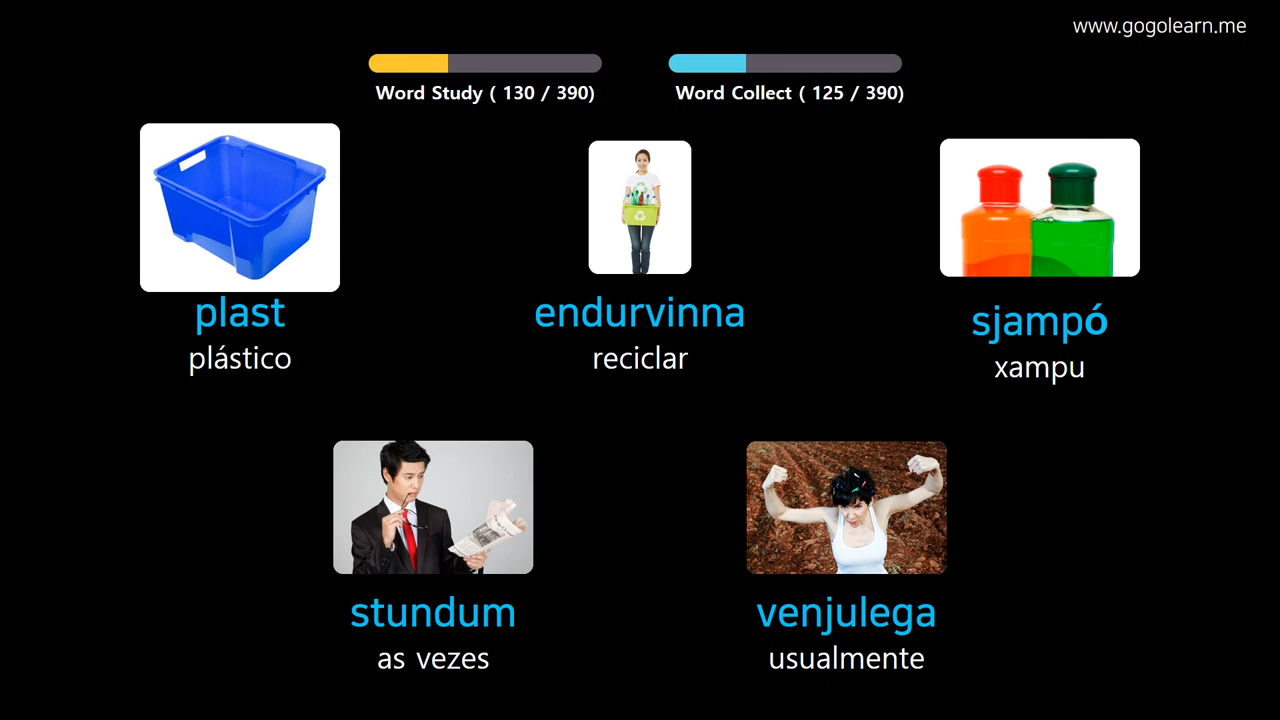 www.gogolearn.me
Word Study ( 130 / 390)
Word Collect ( 125 / 390)
plast
plástico
endurvinna
reciclar
sjampó
xampu
stundum
as vezes
venjulega
usualmente